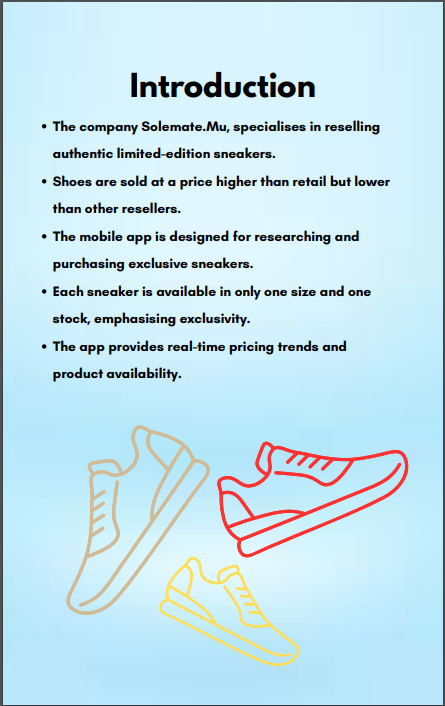 Introduction
• The company Solemate.Mu, specialises in reselling
authentic limited-edition sneakers.
• Shoes are sold at a price higher than retail but lower
than other resellers.
• The mobile app is designed for researching and
purchasing exclusive sneakers.
• Each sneaker is available in only one size and one
stock, emphasising exclusivity.
• The app provides real-time pricing trends and
product availability.